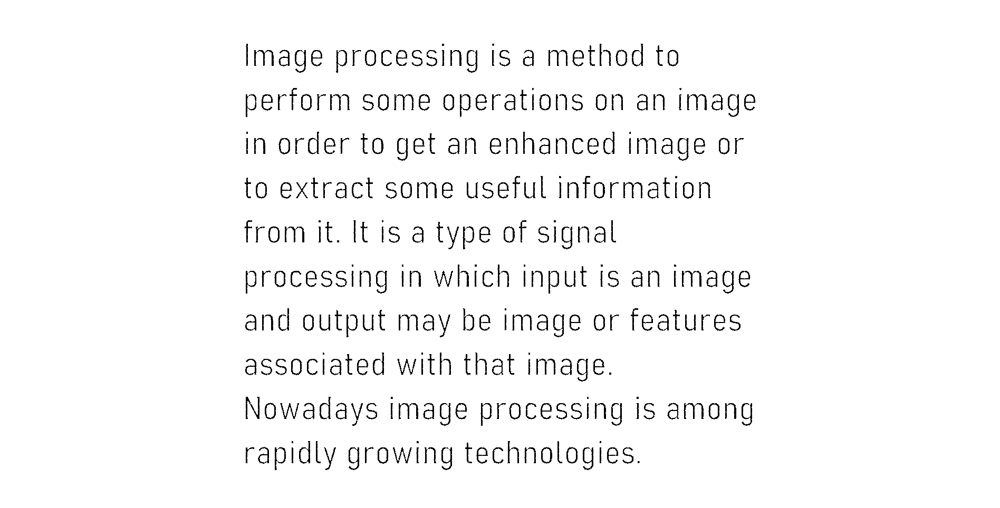 Image processing is a method to
perform some operations on an image
in order to get an enhanced image or
to extract some useful information
from it. It is a type of signal
processing in which input is an image
and output may be image or features
associated with that image.
Nowadays image processing is among
rapidly growing technologies.